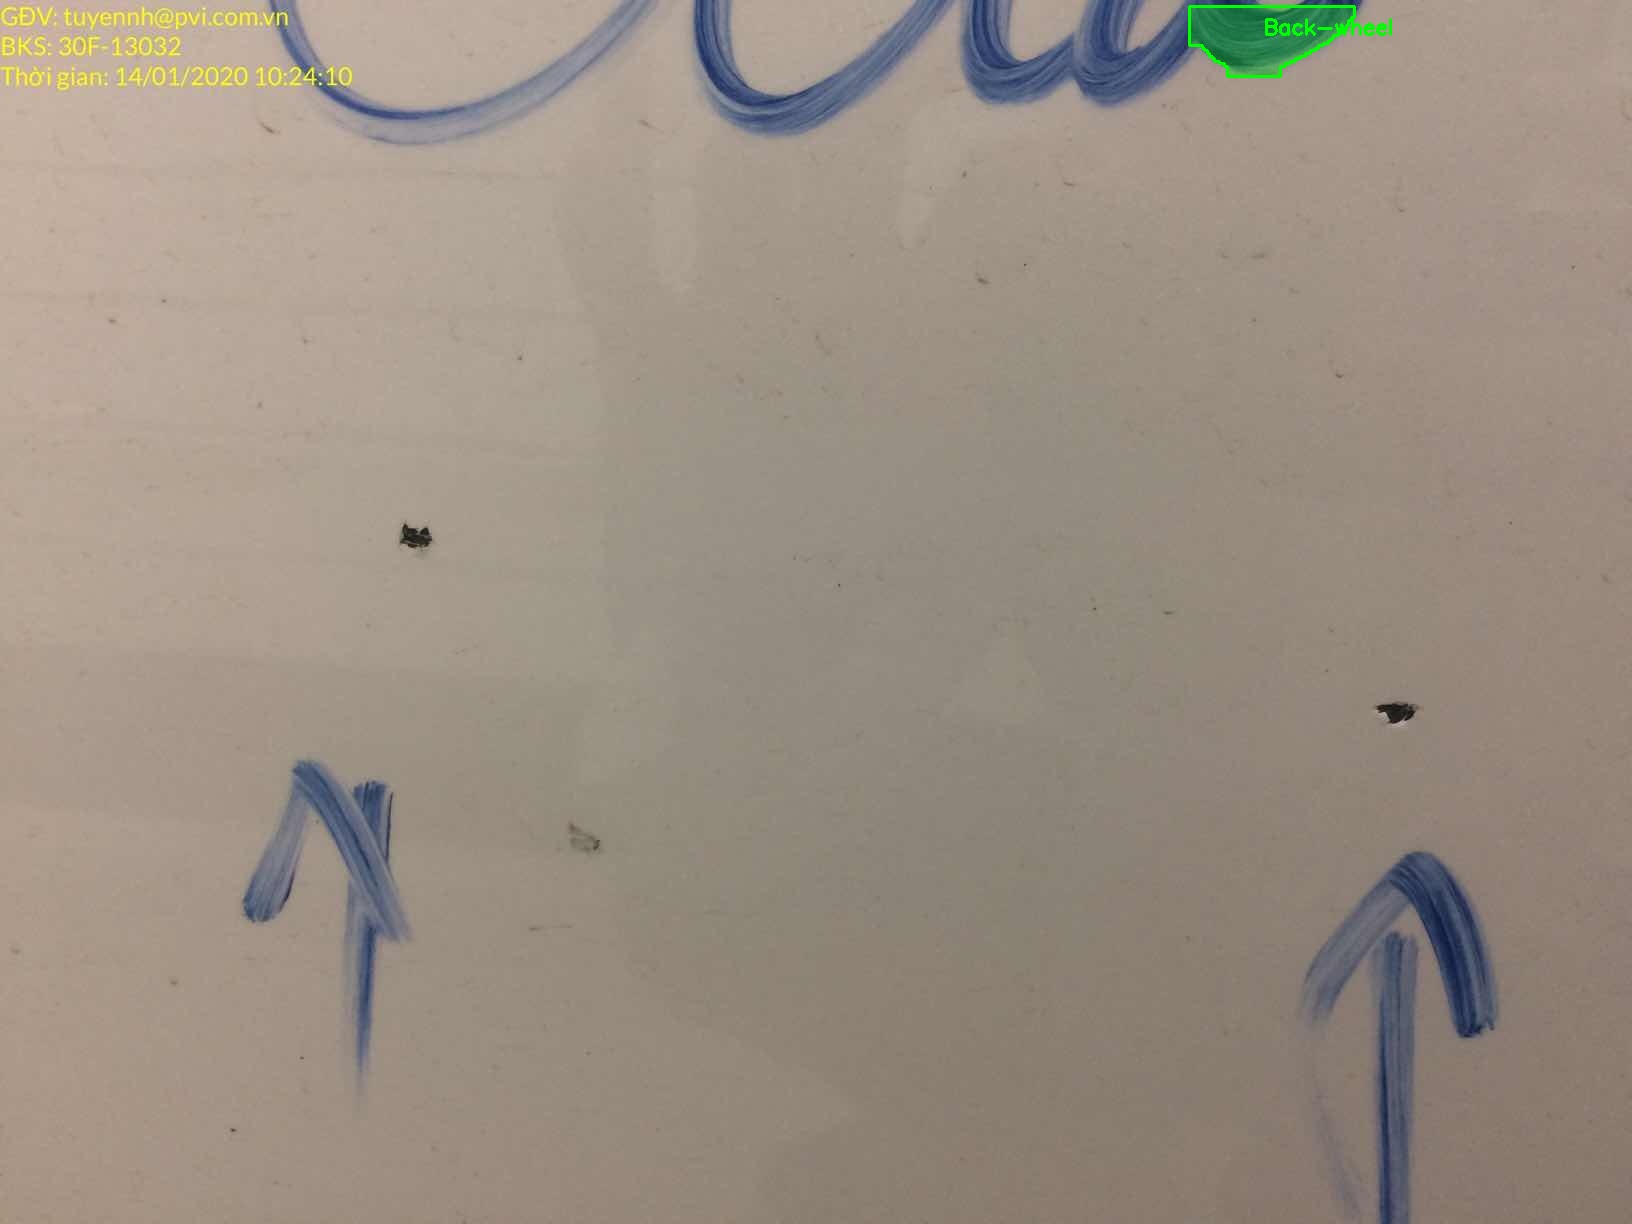 GĐV: tuyennh@pvi.com.vn
BKS: 30F-13032
Thời gian: 14/01/2020 10:24:10
Back-wheel